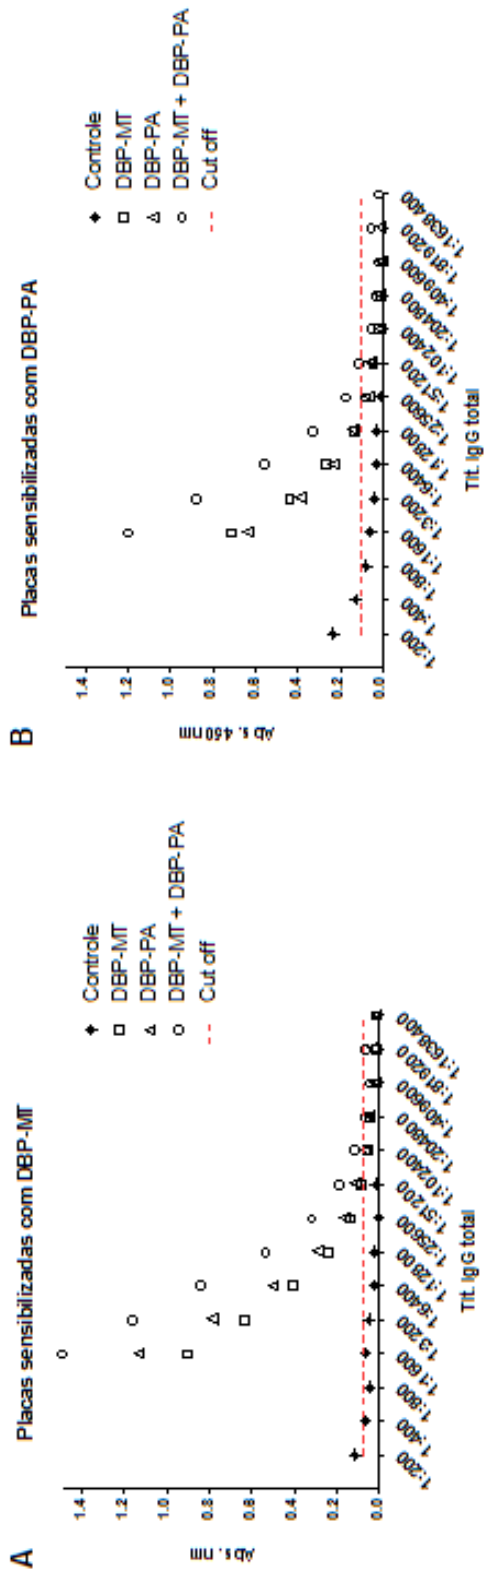 A
Placas sensibilizadas com DBP-MT
Controle
DBP-MT
DBP-PA
DBP-MT + DBP-PA
Cut off
Abs. nm
1.4
1.2
1.0
0.8
0.6
0.4
0.2
0.0
1:200
1:400
1:800
1:1600
1:3200
1:6400
1:12800
1:25600
1:51200
1:102400
1:204800
1:409600
1:819200
1:1638400
Tit. IgG total
B
Placas sensibilizadas com DBP-PA
Controle
DBP-MT
DBP-PA
DBP-MT + DBP-PA
Cut off
Abs. 450nm
1.4
1.2
1.0
0.8
0.6
0.4
0.2
0.0
1:200
1:400
1:800
1:1600
1:3200
1:6400
1:12800
1:25600
1:51200
1:102400
1:204800
1:409600
1:819200
1:1638400
Tit. IgG total